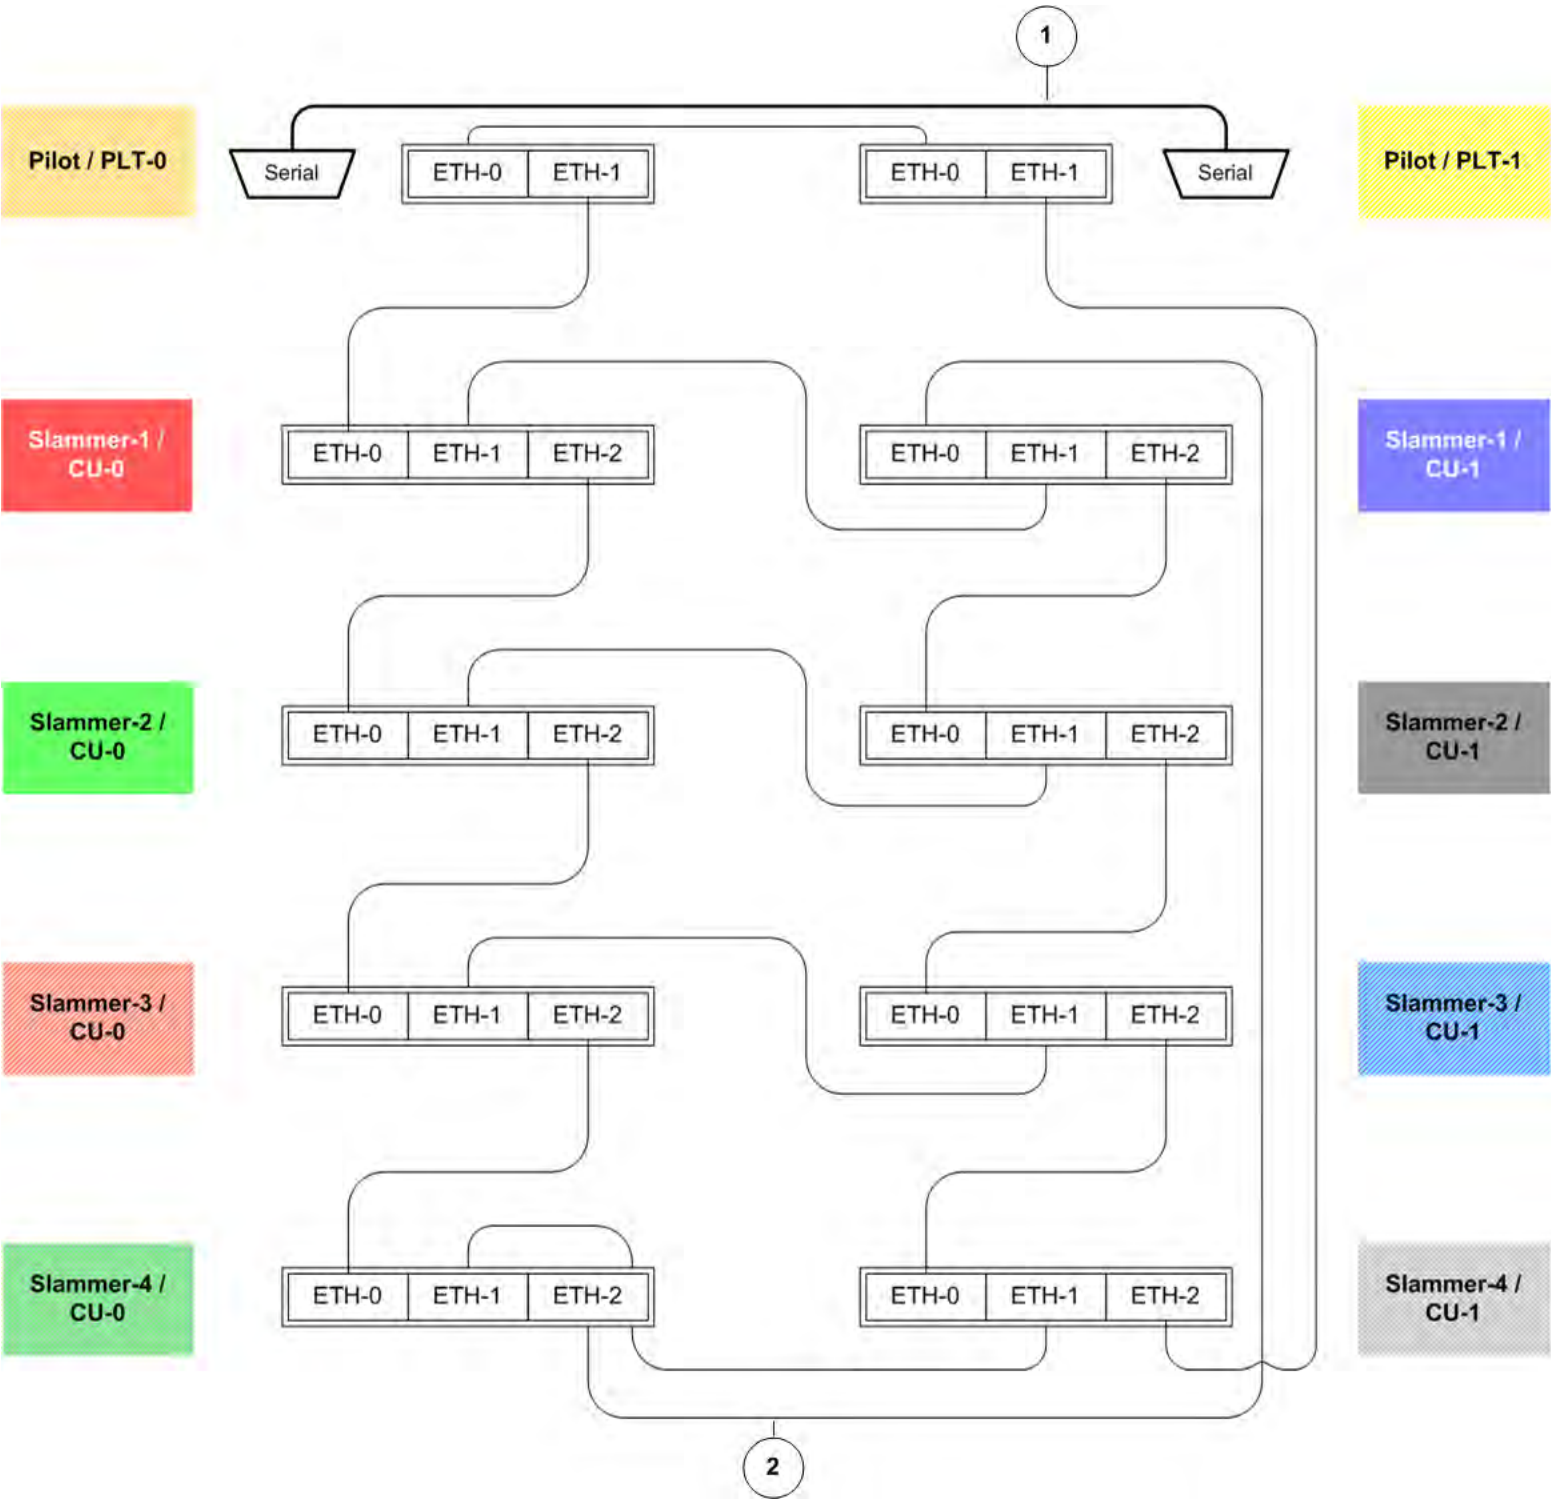 1
Pilot / PLT-0
Serial
ETH-0 ETH-1
ETH-0 ETH-1
Serial
Pilot / PLT-1
Slammer-1 /
CU-0
ETH-0 ETH-1 ETH-2
ETH-0 ETH-1 ETH-2
Slammer-1 /
CU-1
Slammer-2 /
CU-0
ETH-0 ETH-1 ETH-2
ETH-0 ETH-1 ETH-2
Slammer-2 /
CU-1
Slammer-3 /
CU-0
ETH-0 ETH-1 ETH-2
ETH-0 ETH-1 ETH-2
Slammer-3 /
CU-1
Slammer-4 /
CU-0
ETH-0 ETH-1 ETH-2
ETH-0 ETH-1 ETH-2
Slammer-4 /
CU-1
2